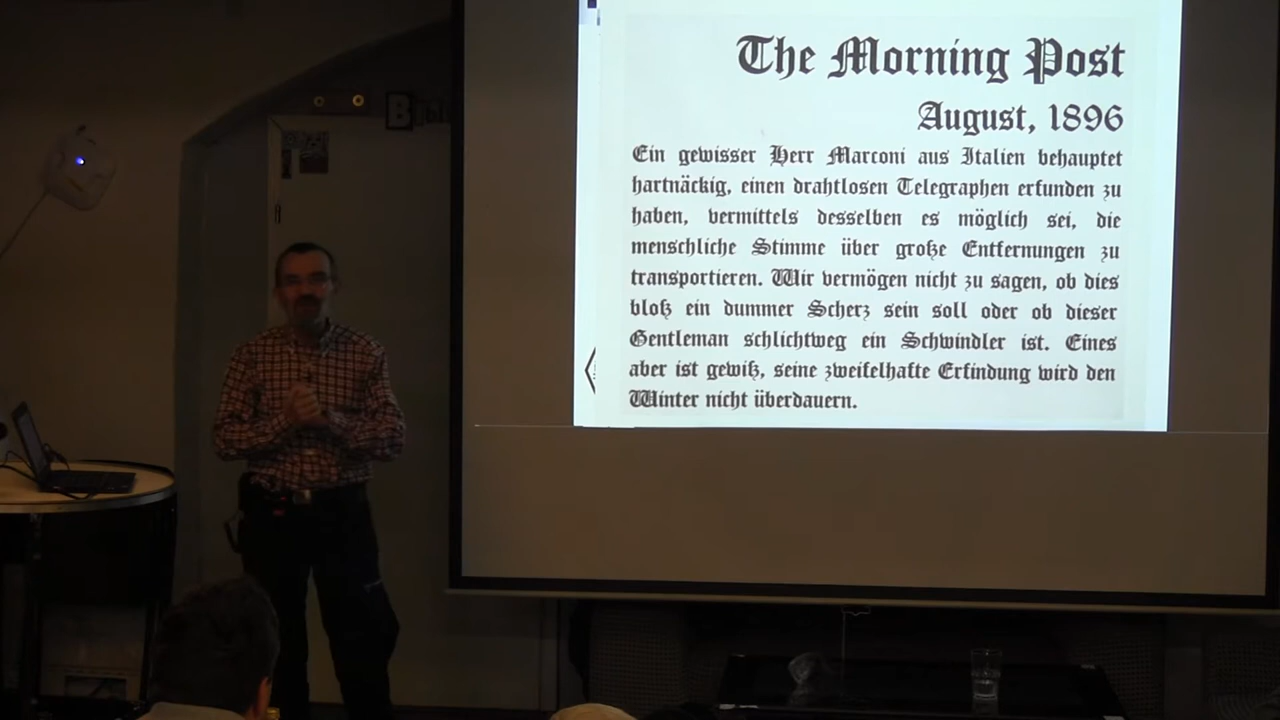 The Morning Post
August, 1896
Ein gewisser Herr Marconi aus Italien behauptet
hartnäckig, einen drahtlosen Telegraphen erfunden zu
haben, vermittels desselben es möglich sei, die
menschliche Stimme über große Entfernungen zu
transportieren. Wir vermögen nicht zu sagen, ob dies
bloß ein dummer Scherz sein soll oder ob dieser
Gentleman schlichtweg ein Schwindler ist. Eines
aber ist gewiß, seine zweifelhafte Erfindung wird den
Winter nicht überdauern.